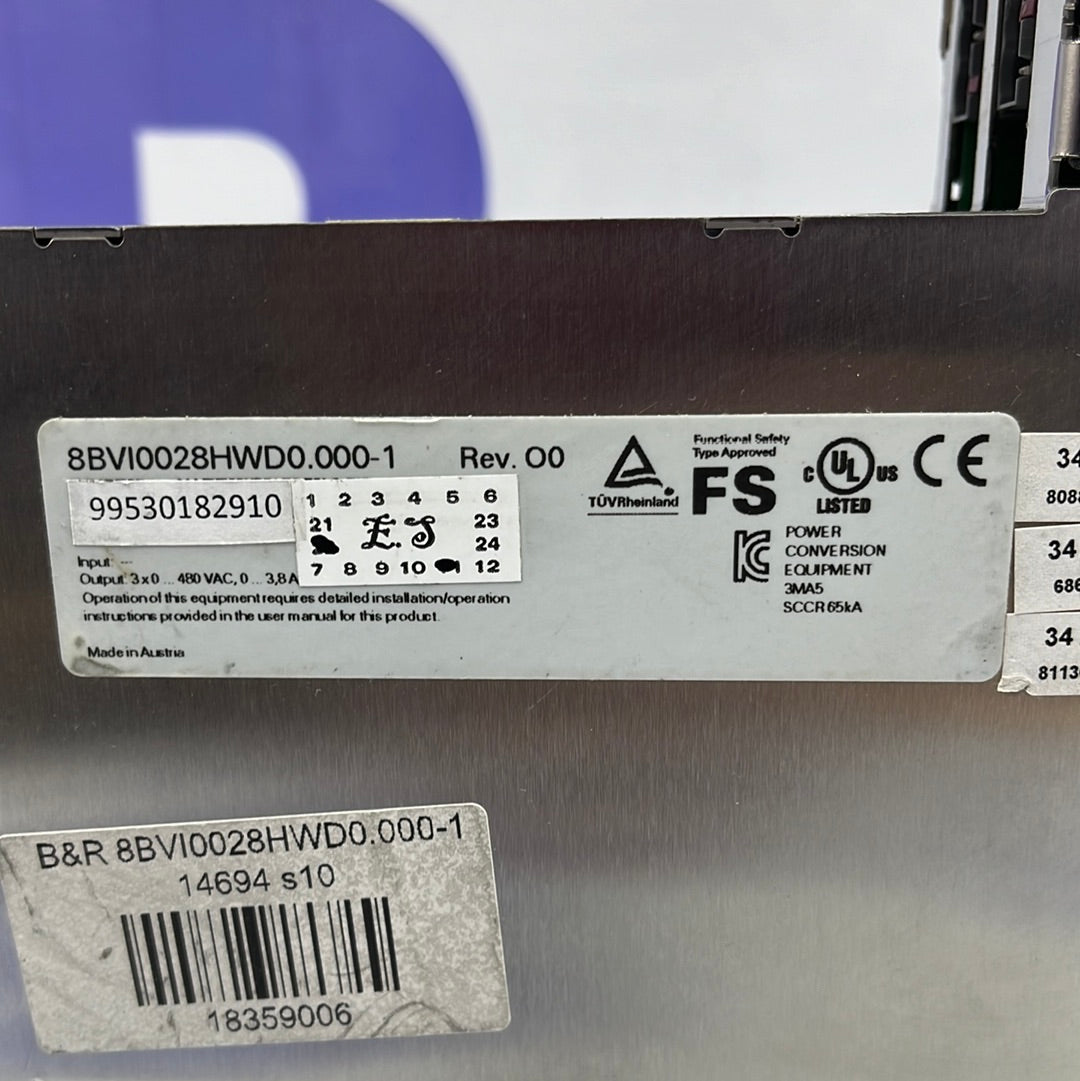 8BVI0028HWD0.000-1 Rev. O0
99530182910
1 2 3 4 5 6
21 E.S 23
24
7 8 9 10 12
Input: ---
Output: 3 x 0 ... 480 VAC, 0 ... 3,8 A
Operation of this equipment requires detailed installation/operation
instructions provided in the user manual for this product.
Made in Austria
TÜVRheinland
Functional Safety
Type Approved
FS
C UL US
LISTED
CE
KC
POWER
CONVERSION
EQUIPMENT
3MA5
SCCR 65kA
34
34
34
B&R 8BVI0028HWD0.000-1
14694 s10
18359006